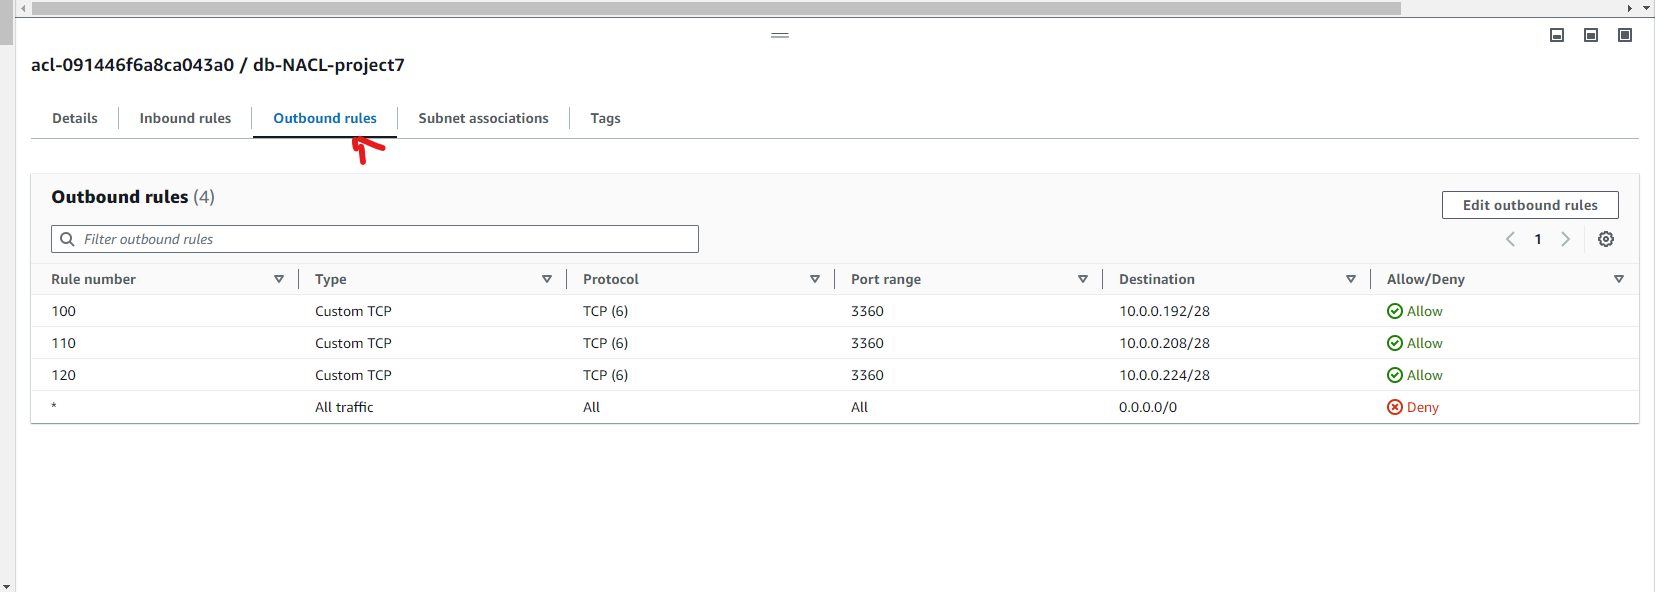 acl-091446f6a8ca043a0 / db-NACL-project7
Details Inbound rules Outbound rules Subnet associations Tags
Outbound rules (4)
Edit outbound rules
Filter outbound rules
1
Rule number Type Protocol Port range Destination Allow/Deny
100 Custom TCP TCP (6) 3360 10.0.0.192/28 Allow
110 Custom TCP TCP (6) 3360 10.0.0.208/28 Allow
120 Custom TCP TCP (6) 3360 10.0.0.224/28 Allow
* All traffic All All 0.0.0.0/0 Deny